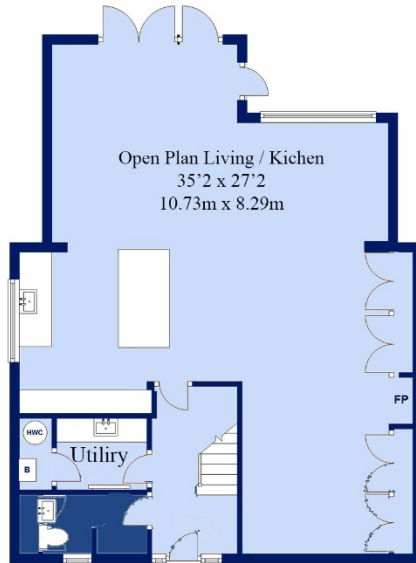 Open Plan Living / Kichen
35'2 x 27'2
10.73m x 8.29m
FP
HWC
B
Utiliry